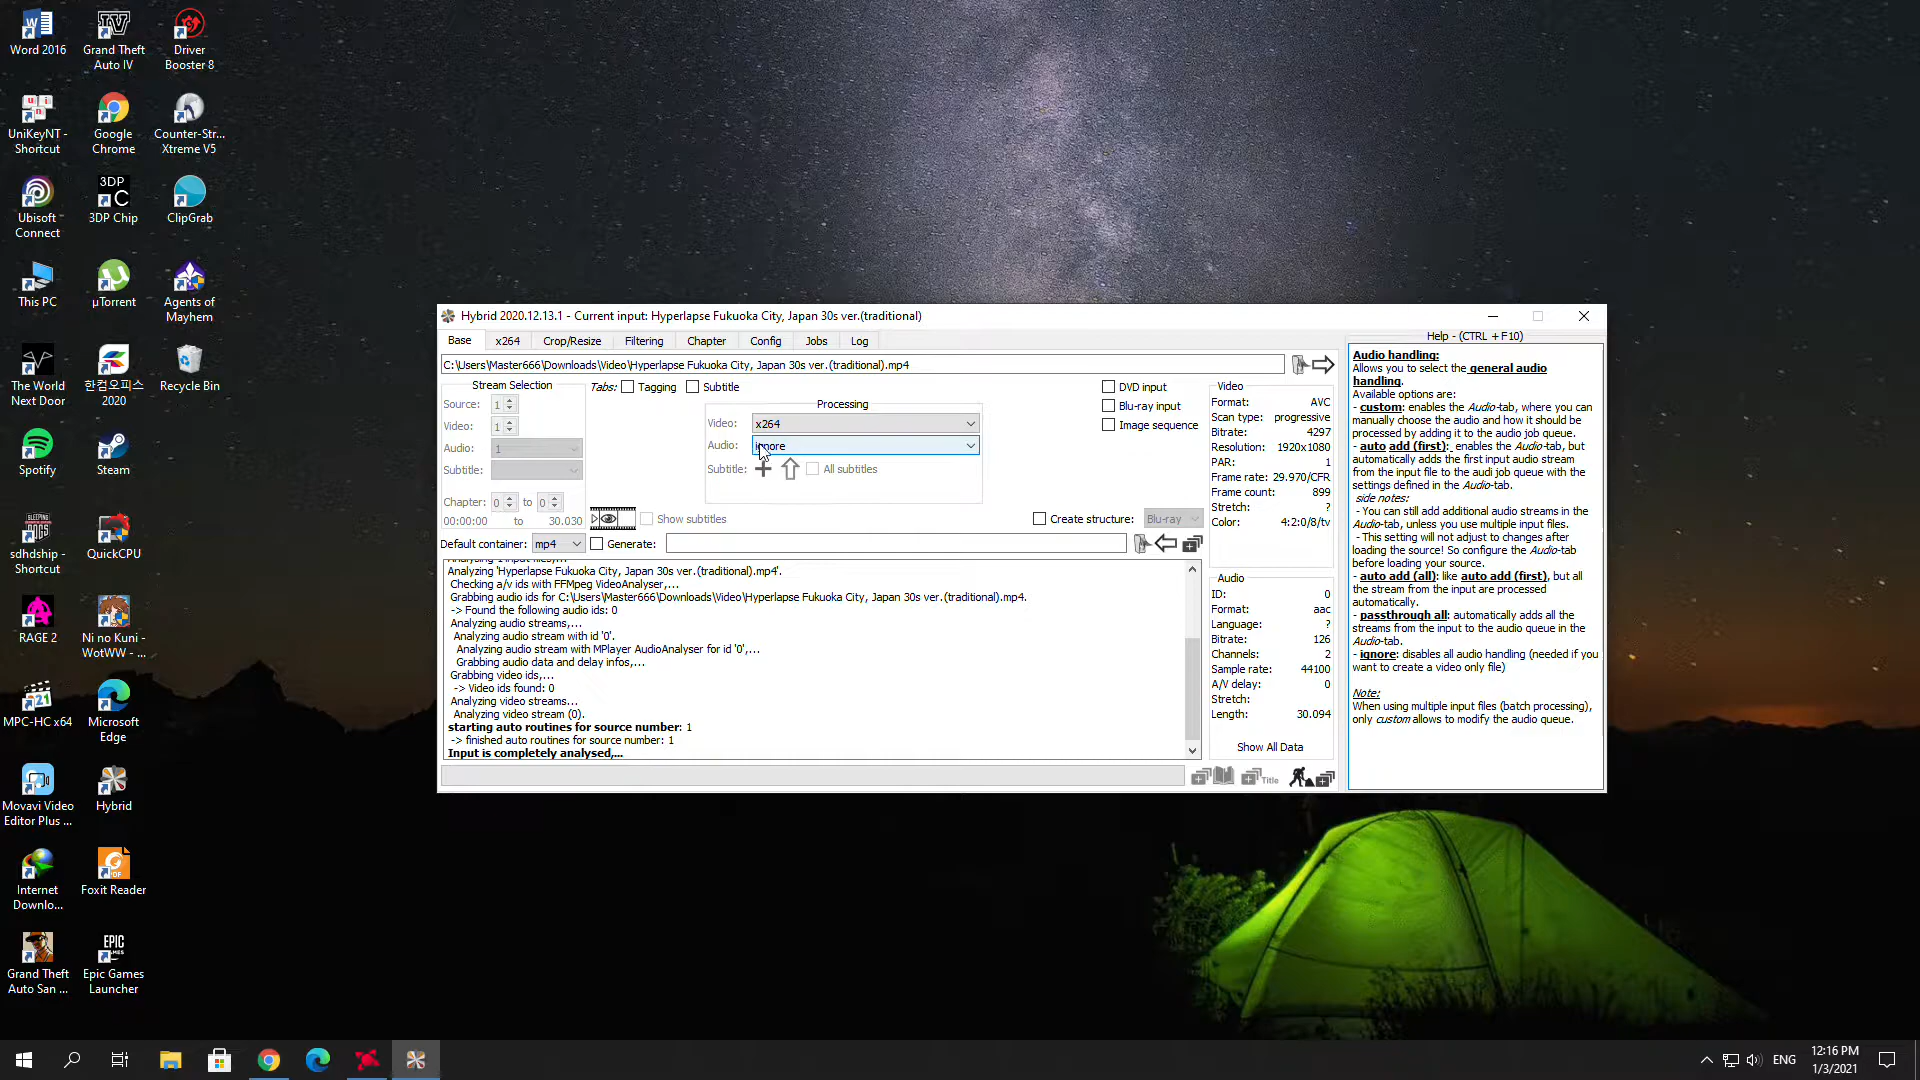 Word 2016
Grand Theft
Auto IV
Driver
Booster 8
UniKeyNT -
Shortcut
Google
Chrome
Counter-Str...
Xtreme V5
Ubisoft
Connect
3DP
3DP Chip
ClipGrab
This PC
µTorrent
Agents of
Mayhem
The World
Next Door
한컴오피스
2020
Recycle Bin
Spotify
Steam
sdhdship -
Shortcut
QuickCPU
RAGE 2
Ni no Kuni -
WotWW - ...
MPC-HC x64
Microsoft
Edge
Movavi Video
Editor Plus ...
Hybrid
Internet
Downlo...
Foxit Reader
Grand Theft
Auto San ...
Epic Games
Launcher
Hybrid 2020.12.13.1 - Current input: Hyperlapse Fukuoka City, Japan 30s ver.(traditional)
Base x264 Crop/Resize Filtering Chapter Config Jobs Log
C:\Users\Master666\Downloads\Video\Hyperlapse Fukuoka City, Japan 30s ver.(traditional).mp4
Stream Selection
Source: 1
Video: 1
Audio: 1
Subtitle:
Chapter: 0 to 0
00:00:00 to 30.030
Tabs: Tagging Subtitle
Processing
Video: x264
Audio: ignore
Subtitle: All subtitles
Show subtitles
DVD input
Blu-ray input
Image sequence
Create structure: Blu-ray
Default container: mp4 Generate:
Analyzing 'Hyperlapse Fukuoka City, Japan 30s ver.(traditional).mp4'.
Checking a/v ids with FFMpeg VideoAnalyser,...
Grabbing audio ids for C:\Users\Master666\Downloads\Video\Hyperlapse Fukuoka City, Japan 30s ver.(traditional).mp4.
-> Found the following audio ids: 0
Analyzing audio streams,...
Analyzing audio stream with id '0'.
Analyzing audio stream with MPlayer AudioAnalyser for id '0',...
Grabbing audio data and delay infos,...
Grabbing video ids,...
-> Video ids found: 0
Analyzing video streams...
Analyzing video stream (0).
starting auto routines for source number: 1
-> finished auto routines for source number: 1
Input is completely analysed,...
Video
Format: AVC
Scan type: progressive
Bitrate: 4297
Resolution: 1920x1080
PAR: 1
Frame rate: 29.970/CFR
Frame count: 899
Stretch: ?
Color: 4:2:0/8/tv
Audio
ID: 0
Format: aac
Language: ?
Bitrate: 126
Channels: 2
Sample rate: 44100
A/V delay: 0
Stretch:
Length: 30.094
Show All Data
Title
Help - (CTRL + F10)
Audio handling:
Allows you to select the general audio
handling.
Available options are:
- custom: enables the Audio-tab, where you can
manually choose the audio and how it should be
processed by adding it to the audio job queue.
- auto add (first): enables the Audio-tab, but
automatically adds the first input audio stream
from the input file to the audi job queue with the
settings defined in the Audio-tab.
side notes:
- You can still add additional audio streams in the
Audio-tab, unless you use multiple input files.
- This setting will not adjust to changes after
loading the source! So configure the Audio-tab
before loading your source.
- auto add (all): like auto add (first), but all
the stream from the input are processed
automatically.
- passthrough all: automatically adds all the
streams from the input to the audio queue in the
Audio-tab.
- ignore: disables all audio handling (needed if you
want to create a video only file)
Note:
When using multiple input files (batch processing),
only custom allows to modify the audio queue.
ENG
12:16 PM
1/3/2021